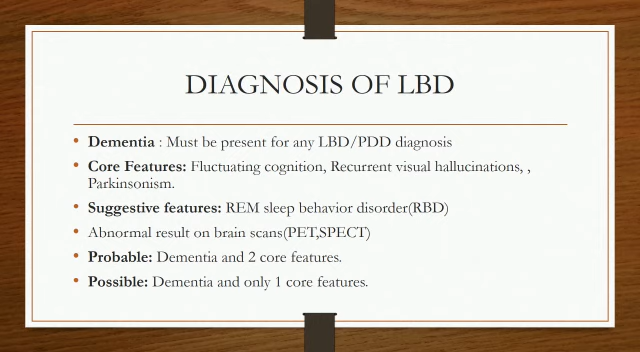 DIAGNOSIS OF LBD
• Dementia : Must be present for any LBD/PDD diagnosis
• Core Features: Fluctuating cognition, Recurrent visual hallucinations, ,
Parkinsonism.
• Suggestive features: REM sleep behavior disorder(RBD)
• Abnormal result on brain scans(PET,SPECT)
• Probable: Dementia and 2 core features.
• Possible: Dementia and only 1 core features.